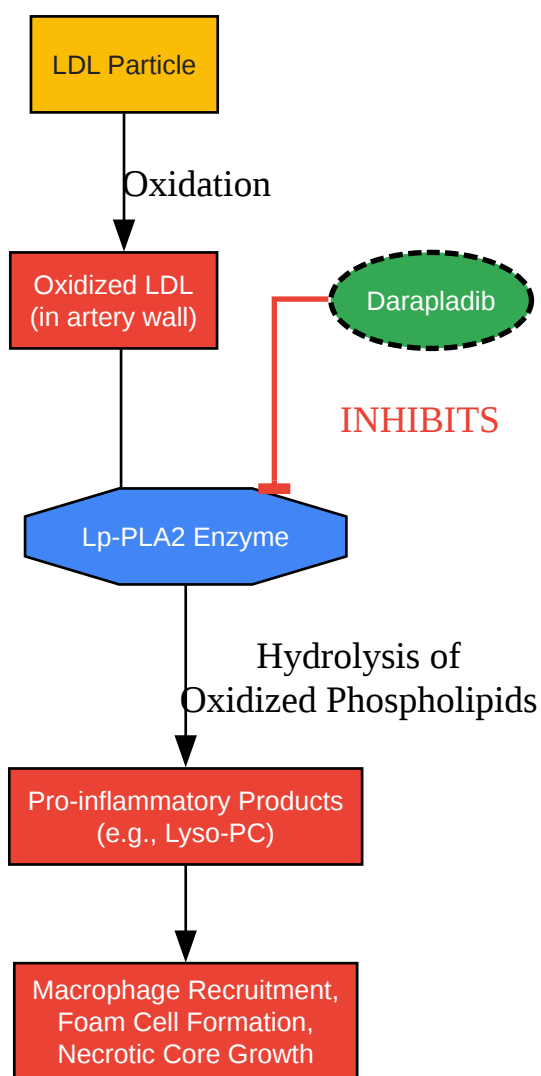 LDL Particle
Oxidation
Oxidized LDL
(in artery wall)
Darapladib
INHIBITS
Lp-PLA2 Enzyme
Hydrolysis of
Oxidized Phospholipids
Pro-inflammatory Products
(e.g., Lyso-PC)
Macrophage Recruitment,
Foam Cell Formation,
Necrotic Core Growth